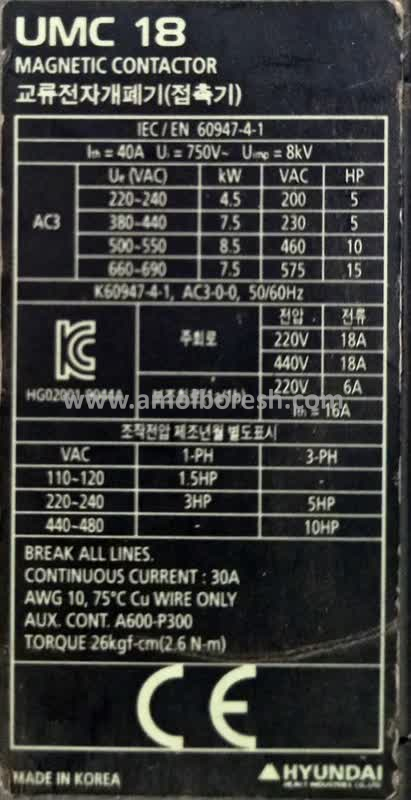 UMC 18
MAGNETIC CONTACTOR
교류전자개폐기(접촉기)
IEC/EN 60947-4-1
Ith = 40A Ui = 750V~ Uimp = 8kV
Ue (VAC) kW VAC HP
AC3
220~240 4.5 200 5
380~440 7.5 230 5
500~550 8.5 460 10
660~690 7.5 575 15
K60947-4-1, AC3-0-0, 50/60Hz
전압 전류
주회로 220V 18A
440V 18A
220V 6A
www.amolboresh.com
Ith = 16A
조작전압 제조년월 별도표시
VAC 1-PH 3-PH
110~120 1.5HP -
220~240 3HP 5HP
440~480 - 10HP
BREAK ALL LINES.
CONTINUOUS CURRENT : 30A
AWG 10, 75°C Cu WIRE ONLY
AUX. CONT. A600-P300
TORQUE 26kgf-cm(2.6 N·m)
CE
MADE IN KOREA
HYUNDAI
HEAVY INDUSTRIES CO.,LTD.